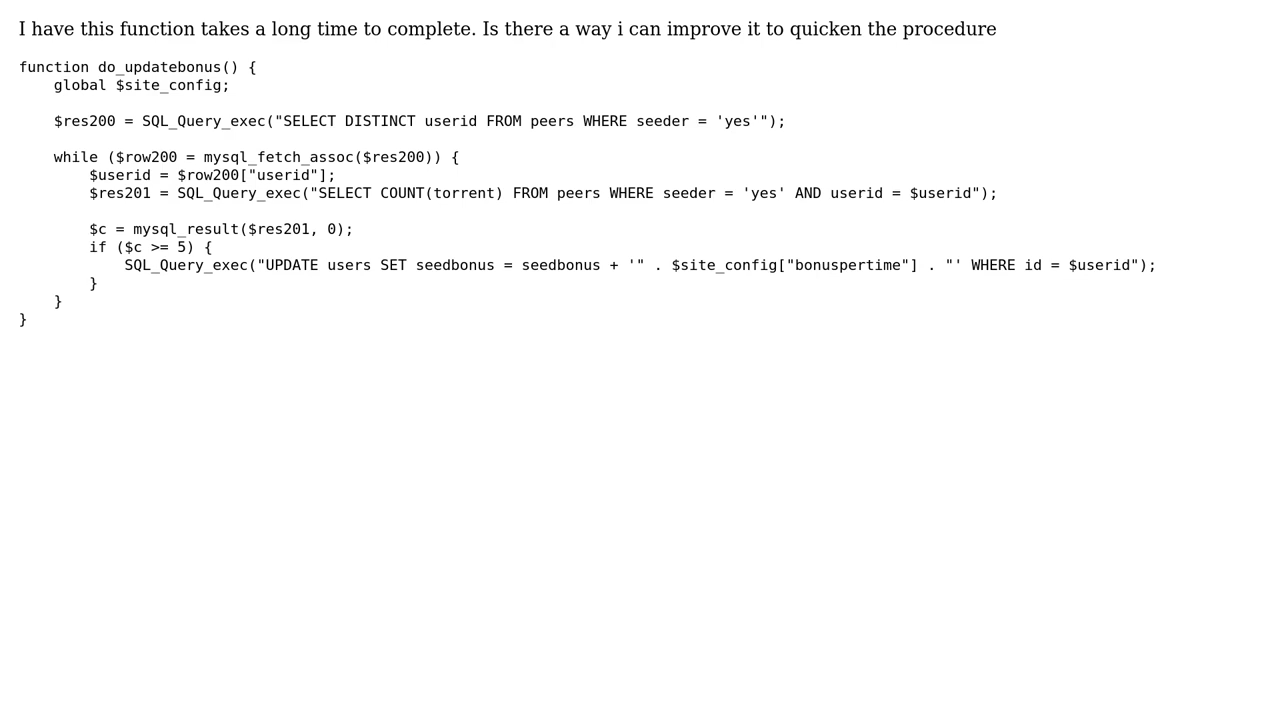 I have this function takes a long time to complete. Is there a way i can improve it to quicken the procedure
function do_updatebonus() {
    global $site_config;

    $res200 = SQL_Query_exec("SELECT DISTINCT userid FROM peers WHERE seeder = 'yes'");

    while ($row200 = mysql_fetch_assoc($res200)) {
        $userid = $row200["userid"];
        $res201 = SQL_Query_exec("SELECT COUNT(torrent) FROM peers WHERE seeder = 'yes' AND userid = $userid");

        $c = mysql_result($res201, 0);
        if ($c >= 5) {
            SQL_Query_exec("UPDATE users SET seedbonus = seedbonus + '" . $site_config["bonuspertime"] . "' WHERE id = $userid");
        }
    }
}